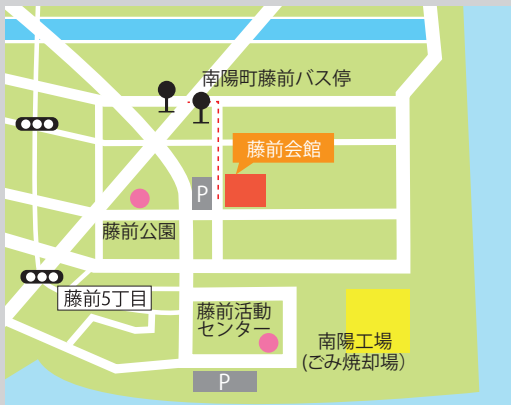 南陽町藤前バス停
藤前会館
P
藤前公園
藤前5丁目
藤前活動
センター
南陽工場
(ごみ焼却場)
P